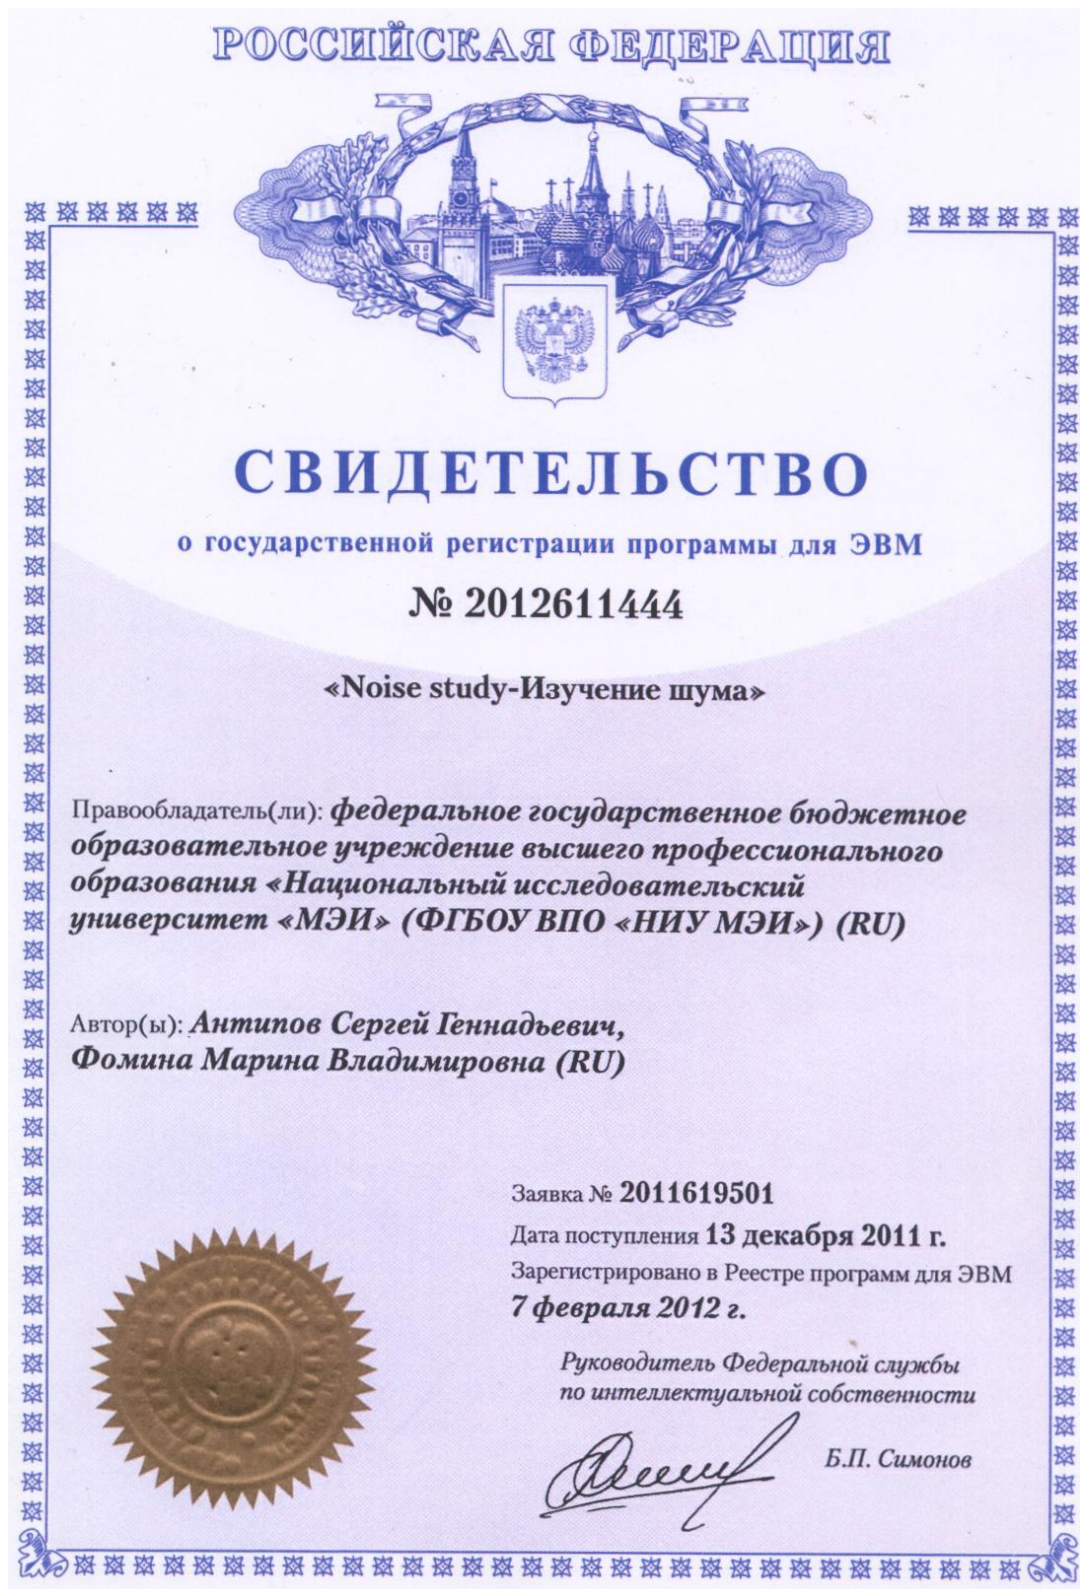 РОССИЙСКАЯ ФЕДЕРАЦИЯ
СВИДЕТЕЛЬСТВО
о государственной регистрации программы для ЭВМ
№ 2012611444
«Noise study-Изучение шума»
Правообладатель(ли): федеральное государственное бюджетное
образовательное учреждение высшего профессионального
образования «Национальный исследовательский
университет «МЭИ» (ФГБОУ ВПО «НИУ МЭИ») (RU)
Автор(ы): Антипов Сергей Геннадьевич,
Фомина Марина Владимировна (RU)
Заявка № 2011619501
Дата поступления 13 декабря 2011 г.
Зарегистрировано в Реестре программ для ЭВМ
7 февраля 2012 г.
Руководитель Федеральной службы
по интеллектуальной собственности
Б.П. Симонов